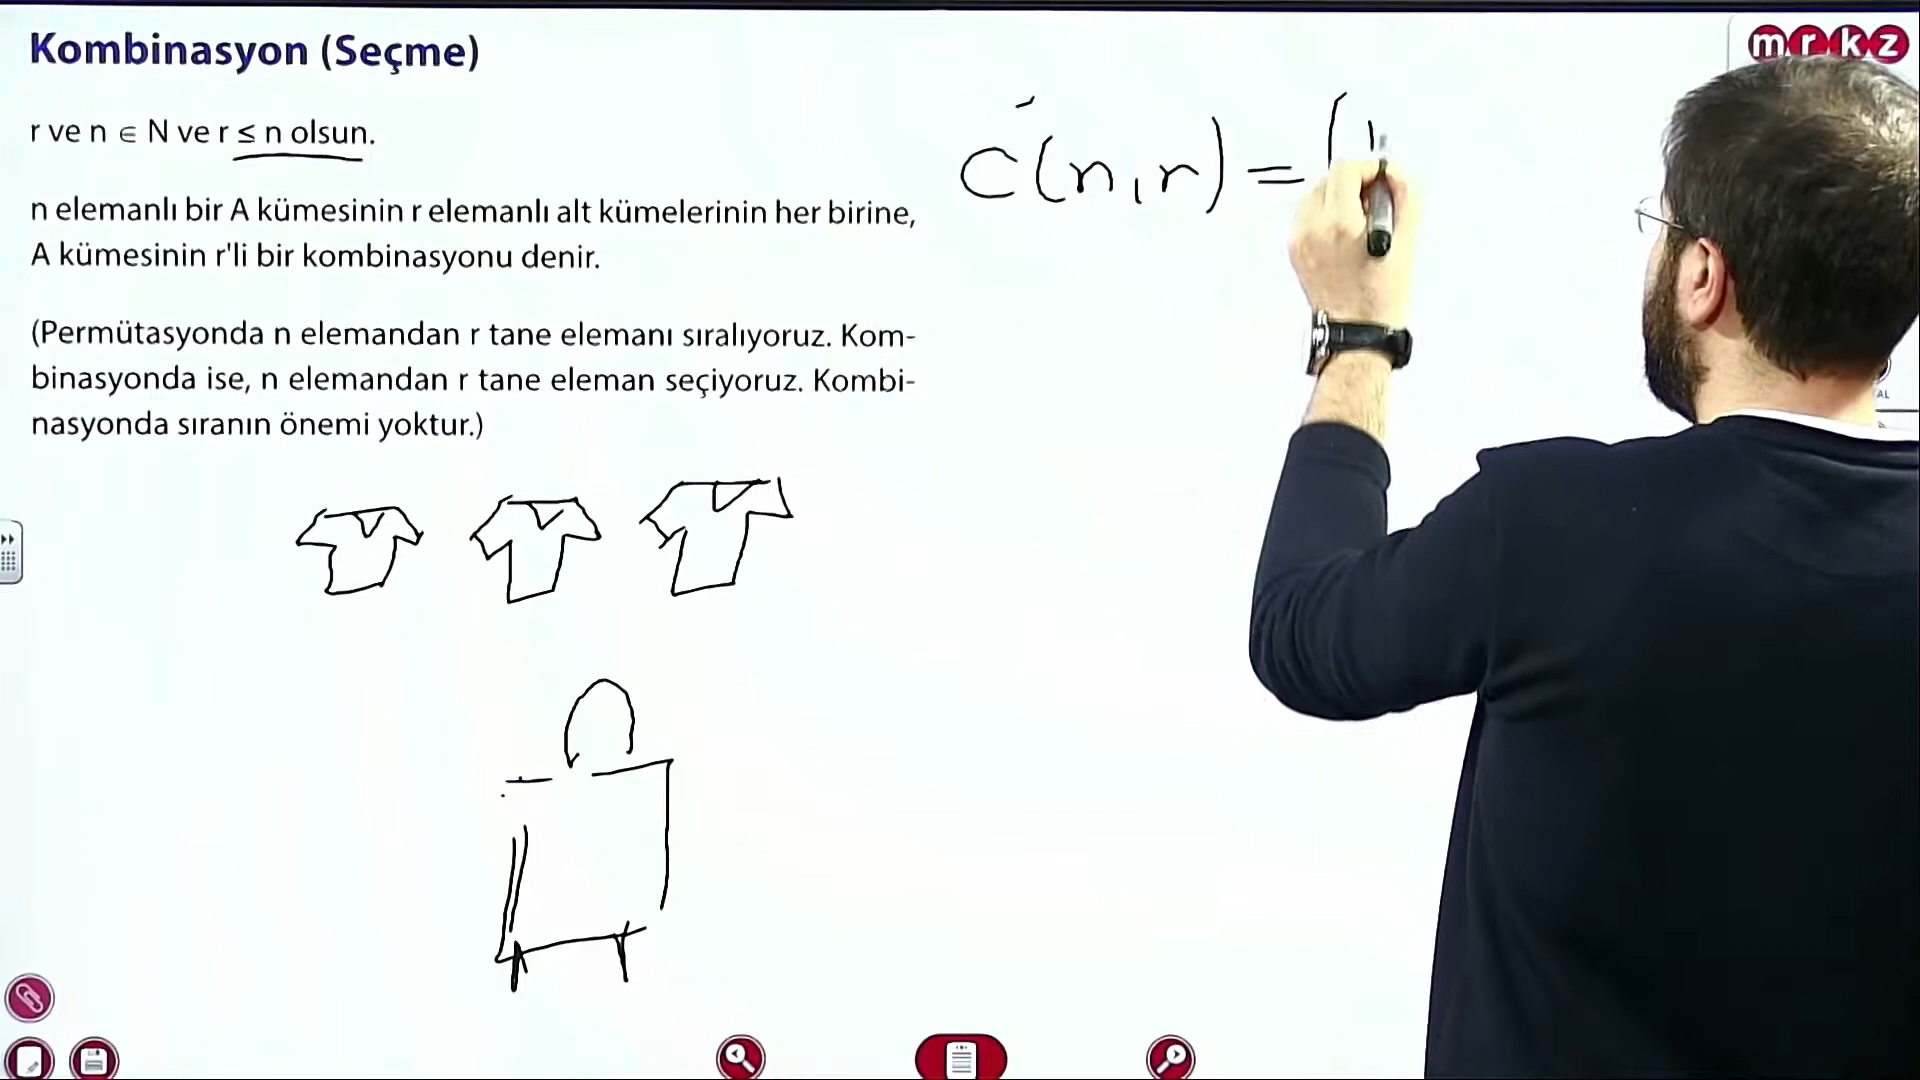 Kombinasyon (Seçme)
mrkz
r ve n ∈ N ve r ≤ n olsun.
C(n,r) = (
n elemanlı bir A kümesinin r elemanlı alt kümelerinin her birine,
A kümesinin r'li bir kombinasyonu denir.
(Permütasyonda n elemandan r tane elemanı sıralıyoruz. Kom-
binasyonda ise, n elemandan r tane eleman seçiyoruz. Kombi-
nasyonda sıranın önemi yoktur.)